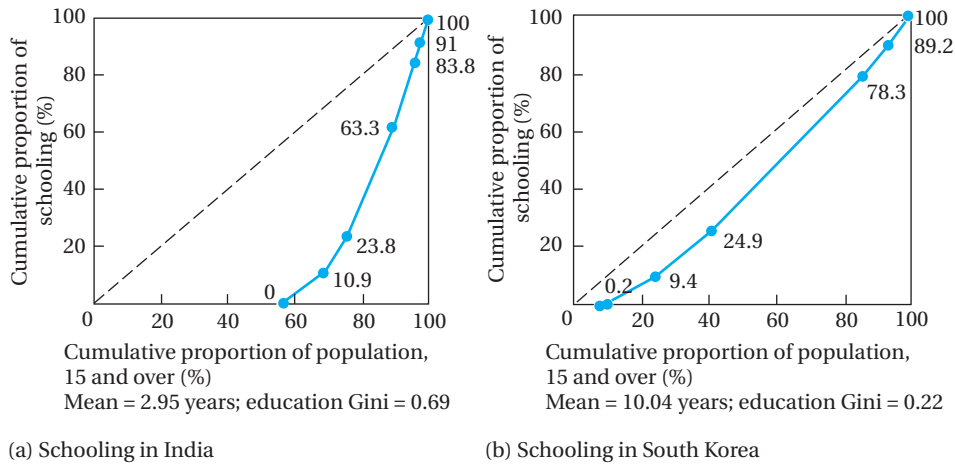 Cumulative proportion of
schooling (%)
100
80
60
40
20
0
20
40
60
80
100
0
10.9
23.8
63.3
83.8
91
100
Cumulative proportion of population,
15 and over (%)
Mean = 2.95 years; education Gini = 0.69
(a) Schooling in India
Cumulative proportion of
schooling (%)
100
80
60
40
20
0
20
40
60
80
100
0.2
9.4
24.9
78.3
89.2
100
Cumulative proportion of population,
15 and over (%)
Mean = 10.04 years; education Gini = 0.22
(b) Schooling in South Korea